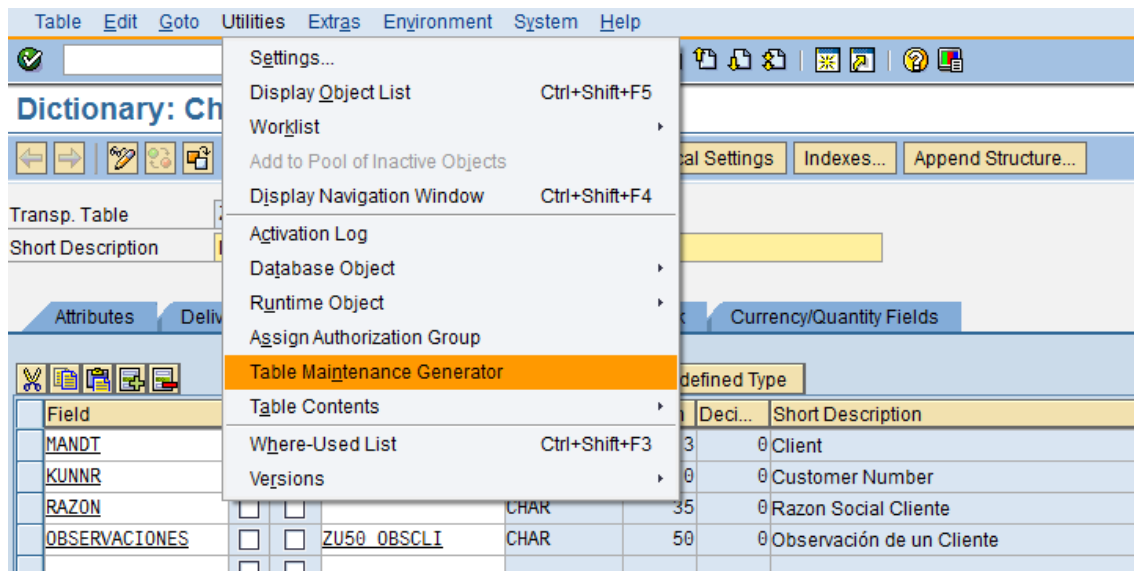 Table Edit Goto Utilities Extras Environment System Help
Settings...
Display Object List Ctrl+Shift+F5
Dictionary: Ch
Worklist
Add to Pool of Inactive Objects
Settings Indexes... Append Structure...
Display Navigation Window Ctrl+Shift+F4
Transp. Table
Activation Log
Short Description
Database Object
Runtime Object
Attributes Currency/Quantity Fields
Assign Authorization Group
Table Maintenance Generator
Table Contents
Field Deci... Short Description
Where-Used List Ctrl+Shift+F3
MANDT 3 0 Client
KUNNR 0 0 Customer Number
Versions
RAZON CHAR 35 0 Razon Social Cliente
OBSERVACIONES ZU50_OBSCLI CHAR 50 0 Observación de un Cliente